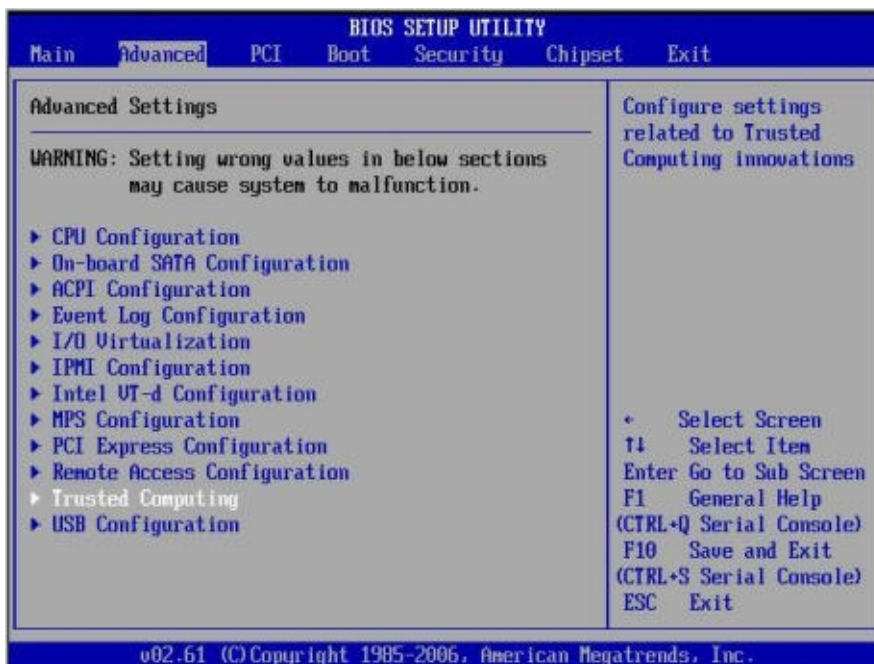 BIOS SETUP UTILITY
Main Advanced PCI Boot Security Chipset Exit
Advanced Settings
WARNING: Setting wrong values in below sections
may cause system to malfunction.
▶ CPU Configuration
▶ On-board SATA Configuration
▶ ACPI Configuration
▶ Event Log Configuration
▶ I/O Virtualization
▶ IPMI Configuration
▶ Intel VT-d Configuration
▶ MPS Configuration
▶ PCI Express Configuration
▶ Remote Access Configuration
▶ Trusted Computing
▶ USB Configuration
Configure settings
related to Trusted
Computing innovations
← Select Screen
↑↓ Select Item
Enter Go to Sub Screen
F1 General Help
(CTRL+Q Serial Console)
F10 Save and Exit
(CTRL+S Serial Console)
ESC Exit
v02.61 (C)Copyright 1985-2006, American Megatrends, Inc.